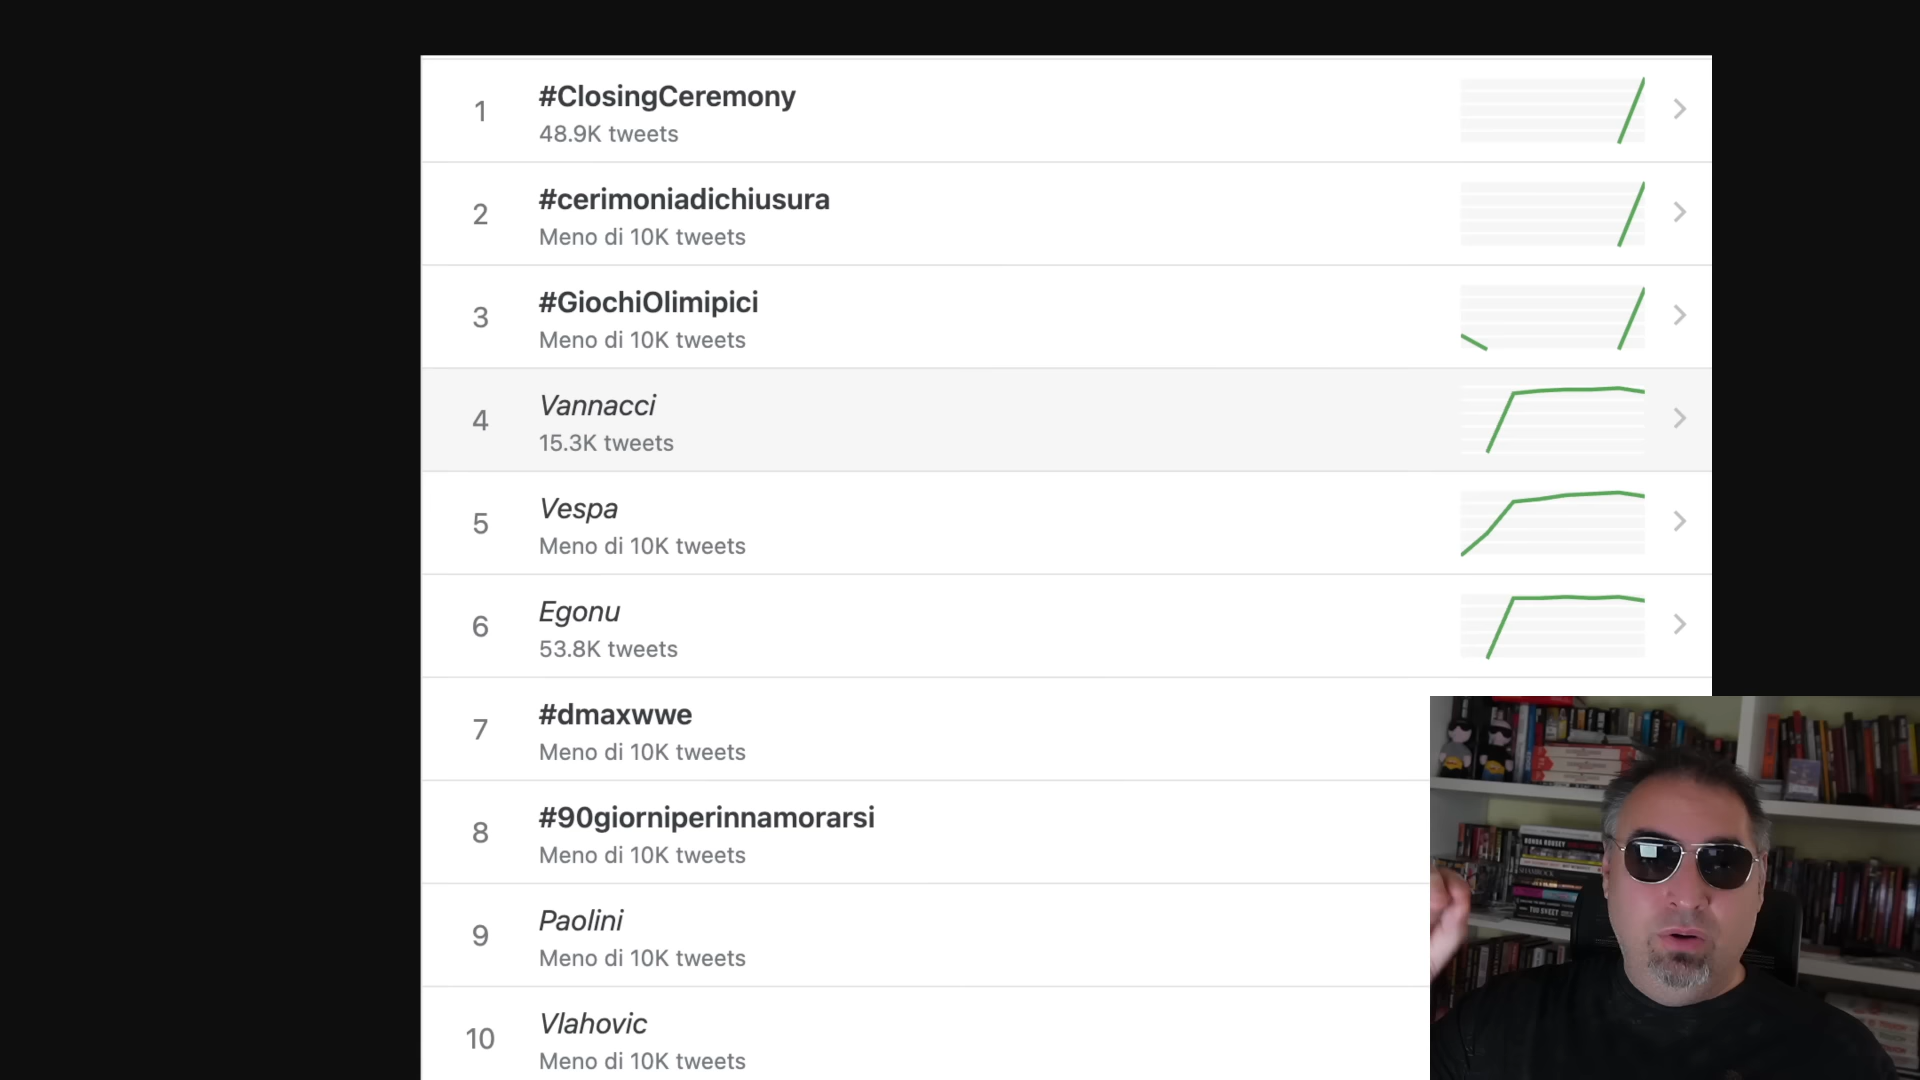 1
#ClosingCeremony
48.9K tweets
2
#cerimoniadichiusura
Meno di 10K tweets
3
#GiochiOlimipici
Meno di 10K tweets
4
Vannacci
15.3K tweets
5
Vespa
Meno di 10K tweets
6
Egonu
53.8K tweets
7
#dmaxwwe
Meno di 10K tweets
8
#90giorniperinnamorarsi
Meno di 10K tweets
9
Paolini
Meno di 10K tweets
10
Vlahovic
Meno di 10K tweets
RONDA ROUSEY